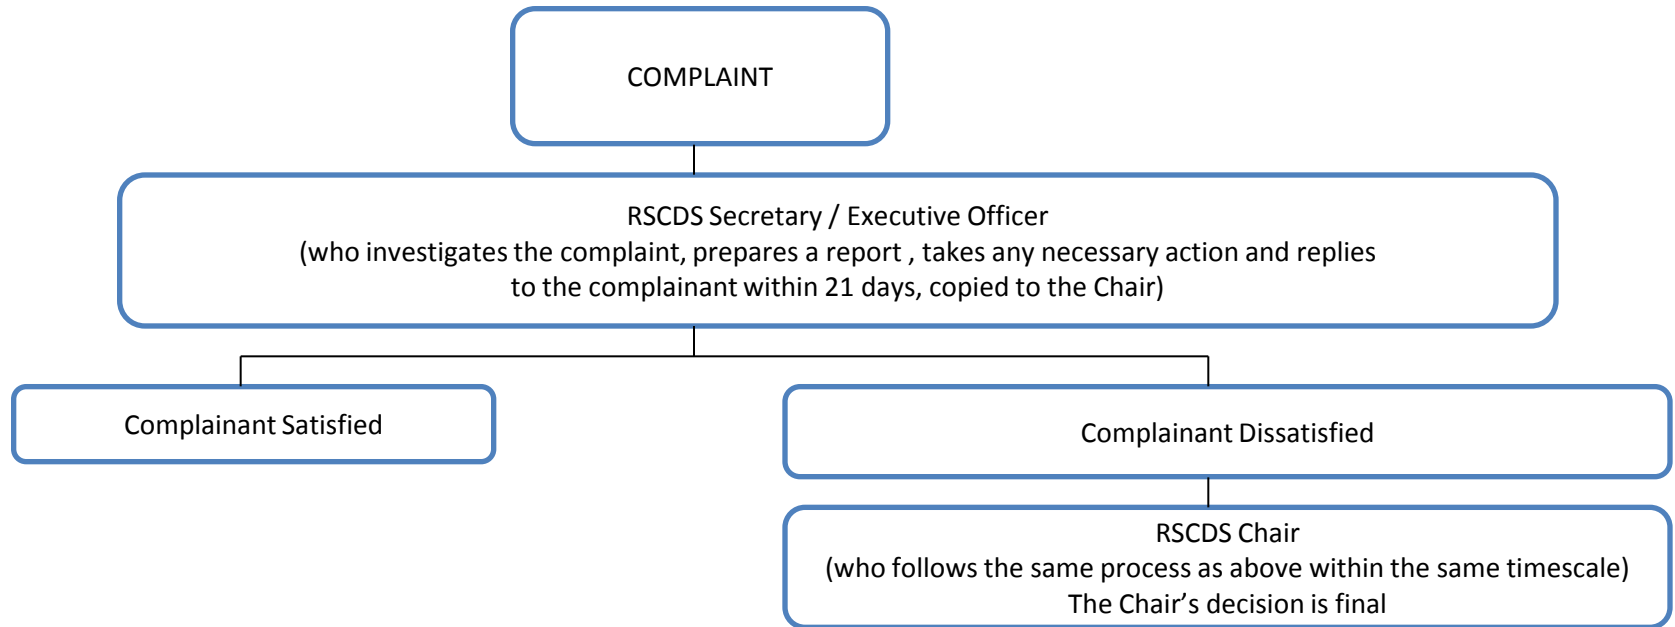 COMPLAINT
RSCDS Secretary / Executive Officer
(who investigates the complaint, prepares a report , takes any necessary action and replies
to the complainant within 21 days, copied to the Chair)
Complainant Satisfied
Complainant Dissatisfied
RSCDS Chair
(who follows the same process as above within the same timescale)
The Chair’s decision is final